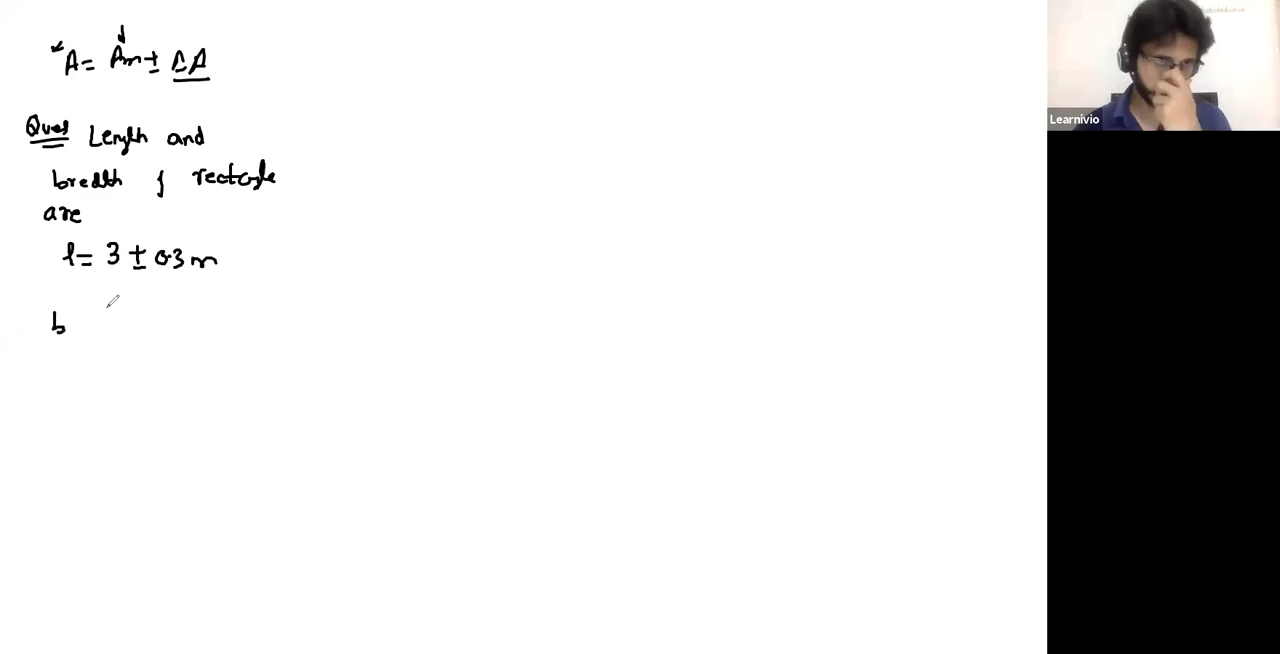 A = Am ± ΔA
Ques Length and
breadth of rectangle
are
l = 3 ± 0.3 m
b
Learnivio